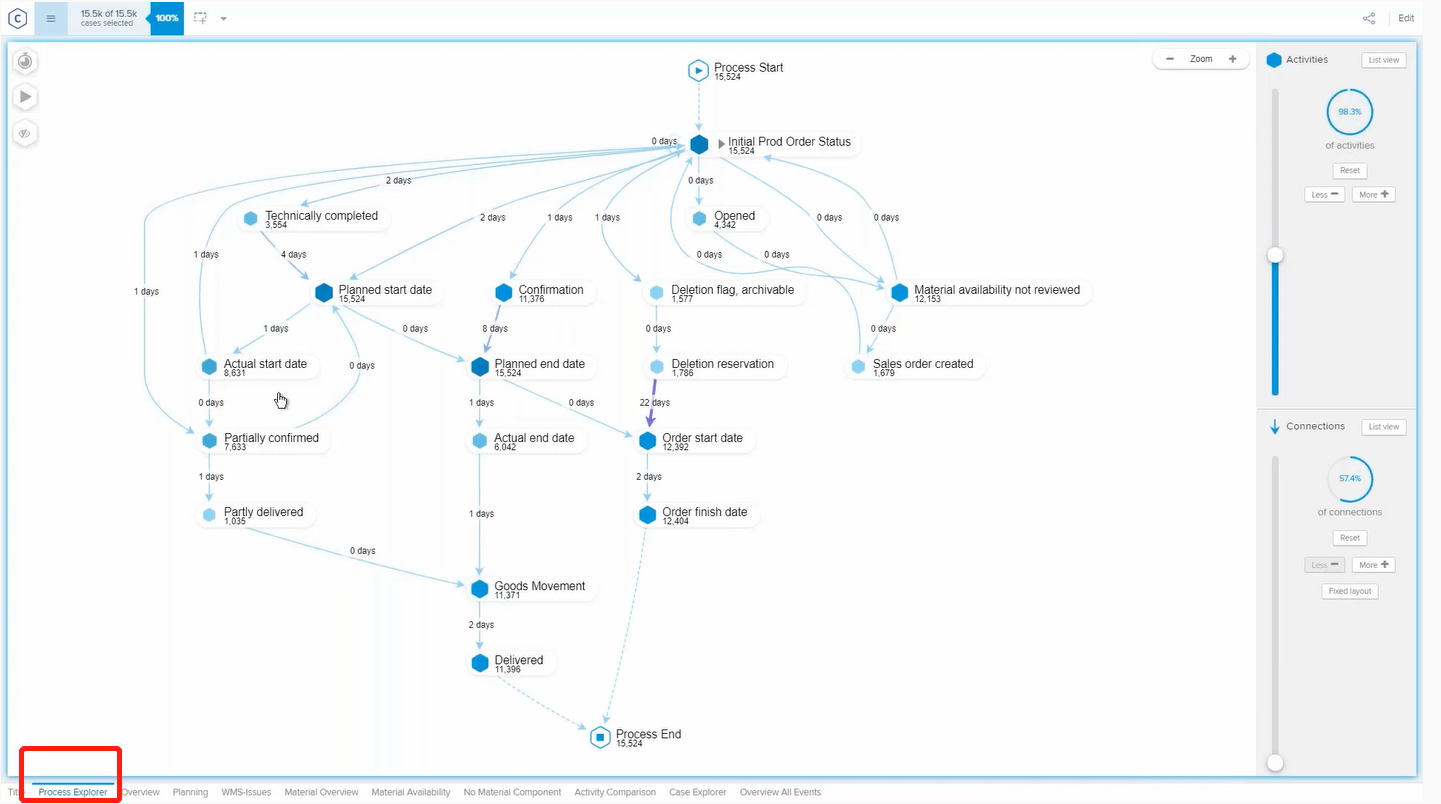 15.5k of 15.5k
cases selected
100%
Edit
Zoom
Process Start
15,524
Initial Prod Order Status
15,524
0 days
2 days
0 days
Technically completed
3,554
Opened
4,342
2 days
1 days
1 days
0 days
0 days
1 days
4 days
0 days
0 days
1 days
Planned start date
15,524
Confirmation
11,376
Deletion flag, archivable
1,577
Material availability not reviewed
12,153
1 days
0 days
8 days
0 days
0 days
Actual start date
8,631
0 days
Planned end date
15,524
Deletion reservation
1,786
Sales order created
1,679
0 days
1 days
0 days
22 days
Partially confirmed
7,633
Actual end date
6,042
Order start date
12,392
1 days
2 days
Partly delivered
1,035
1 days
Order finish date
12,404
0 days
Goods Movement
11,371
2 days
Delivered
11,396
Process End
15,524
Activities
List view
98.3%
of activities
Reset
Less
More
Connections
List view
57.4%
of connections
Reset
Less
More
Fixed layout
Process Explorer
Overview
Planning
WMS-Issues
Material Overview
Material Availability
No Material Component
Activity Comparison
Case Explorer
Overview All Events